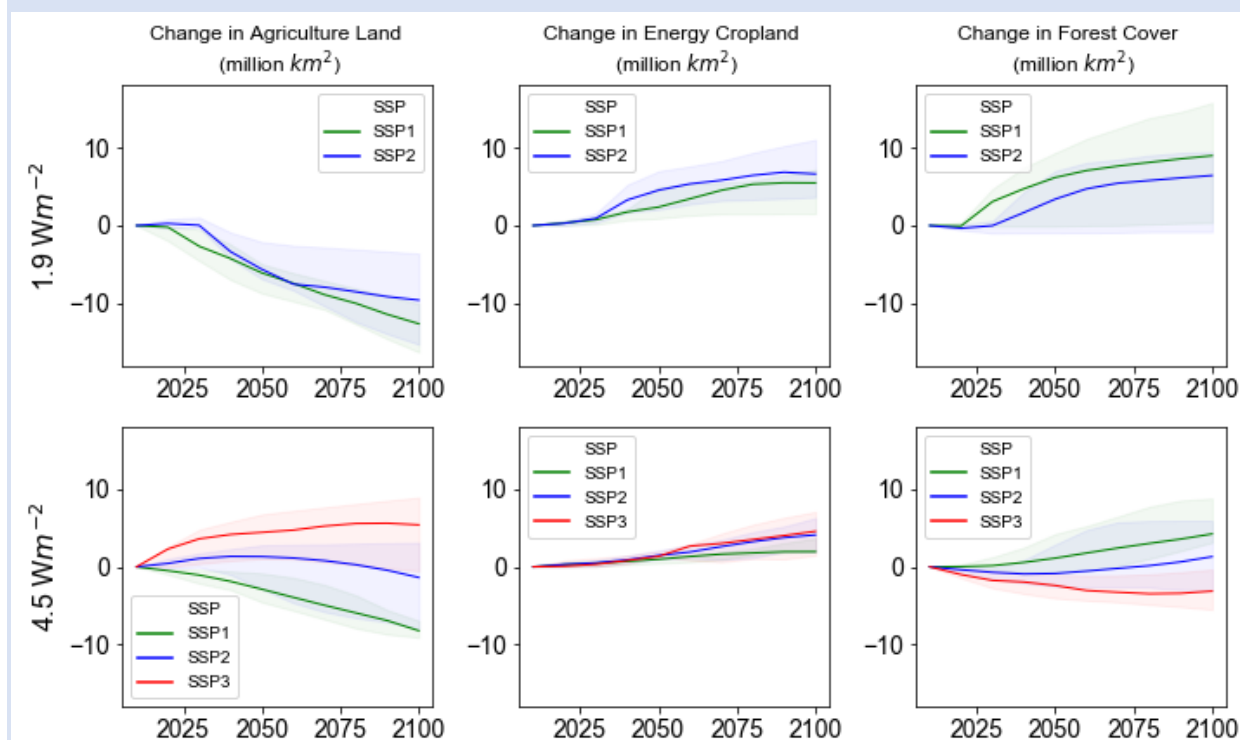 Change in Agriculture Land
(million km²)
Change in Energy Cropland
(million km²)
Change in Forest Cover
(million km²)
1.9 Wm⁻²
10
0
−10
SSP
SSP1
SSP2
2025 2050 2075 2100
10
0
−10
SSP
SSP1
SSP2
2025 2050 2075 2100
10
0
−10
SSP
SSP1
SSP2
2025 2050 2075 2100
4.5 Wm⁻²
10
0
−10
SSP
SSP1
SSP2
SSP3
2025 2050 2075 2100
10
0
−10
SSP
SSP1
SSP2
SSP3
2025 2050 2075 2100
10
0
−10
SSP
SSP1
SSP2
SSP3
2025 2050 2075 2100